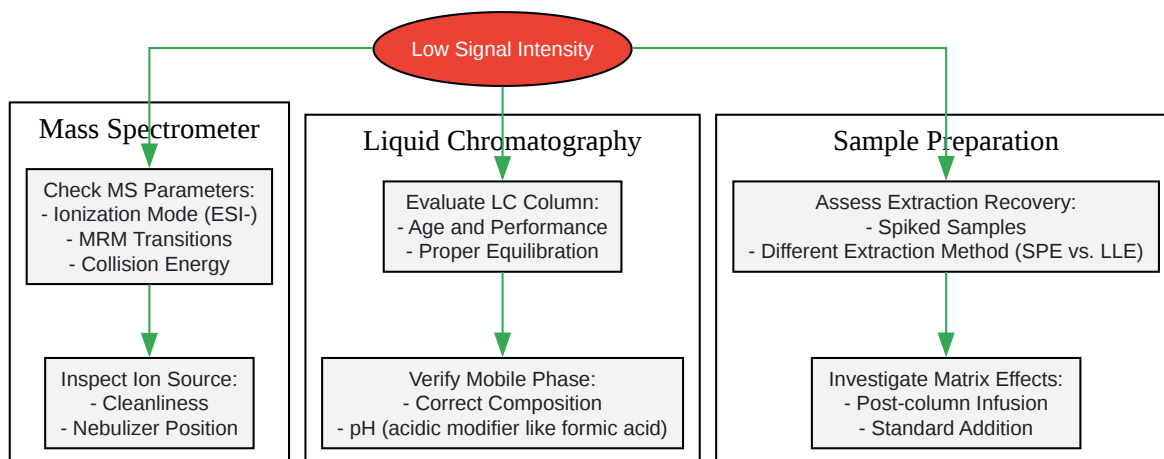 Low Signal Intensity
Mass Spectrometer
Check MS Parameters:
- Ionization Mode (ESI-)
- MRM Transitions
- Collision Energy
Inspect Ion Source:
- Cleanliness
- Nebulizer Position
Liquid Chromatography
Evaluate LC Column:
- Age and Performance
- Proper Equilibration
Verify Mobile Phase:
- Correct Composition
- pH (acidic modifier like formic acid)
Sample Preparation
Assess Extraction Recovery:
- Spiked Samples
- Different Extraction Method (SPE vs. LLE)
Investigate Matrix Effects:
- Post-column Infusion
- Standard Addition